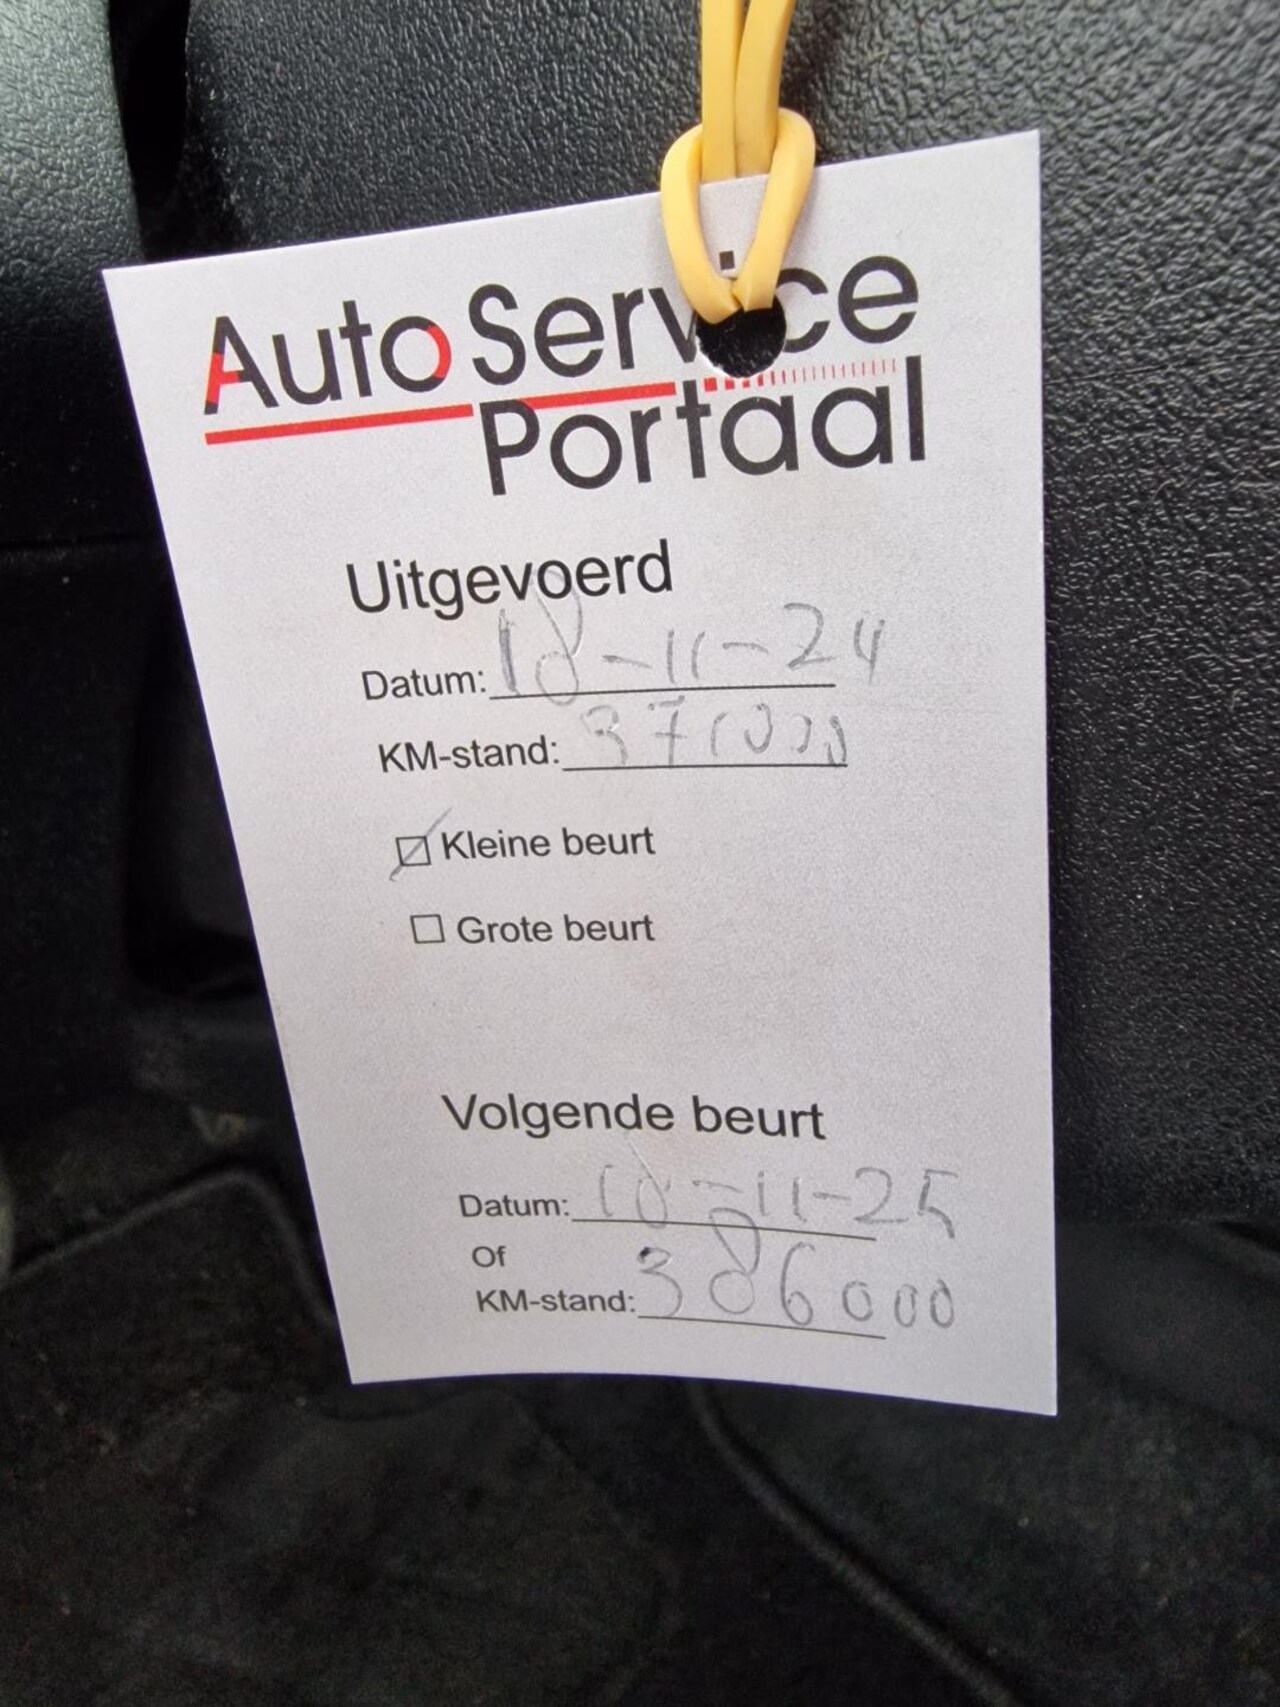 Auto Service
Portaal
Uitgevoerd
Datum: 18-11-24
KM-stand: 371000
Kleine beurt
Grote beurt
Volgende beurt
Datum: 18-11-25
Of
KM-stand: 386000